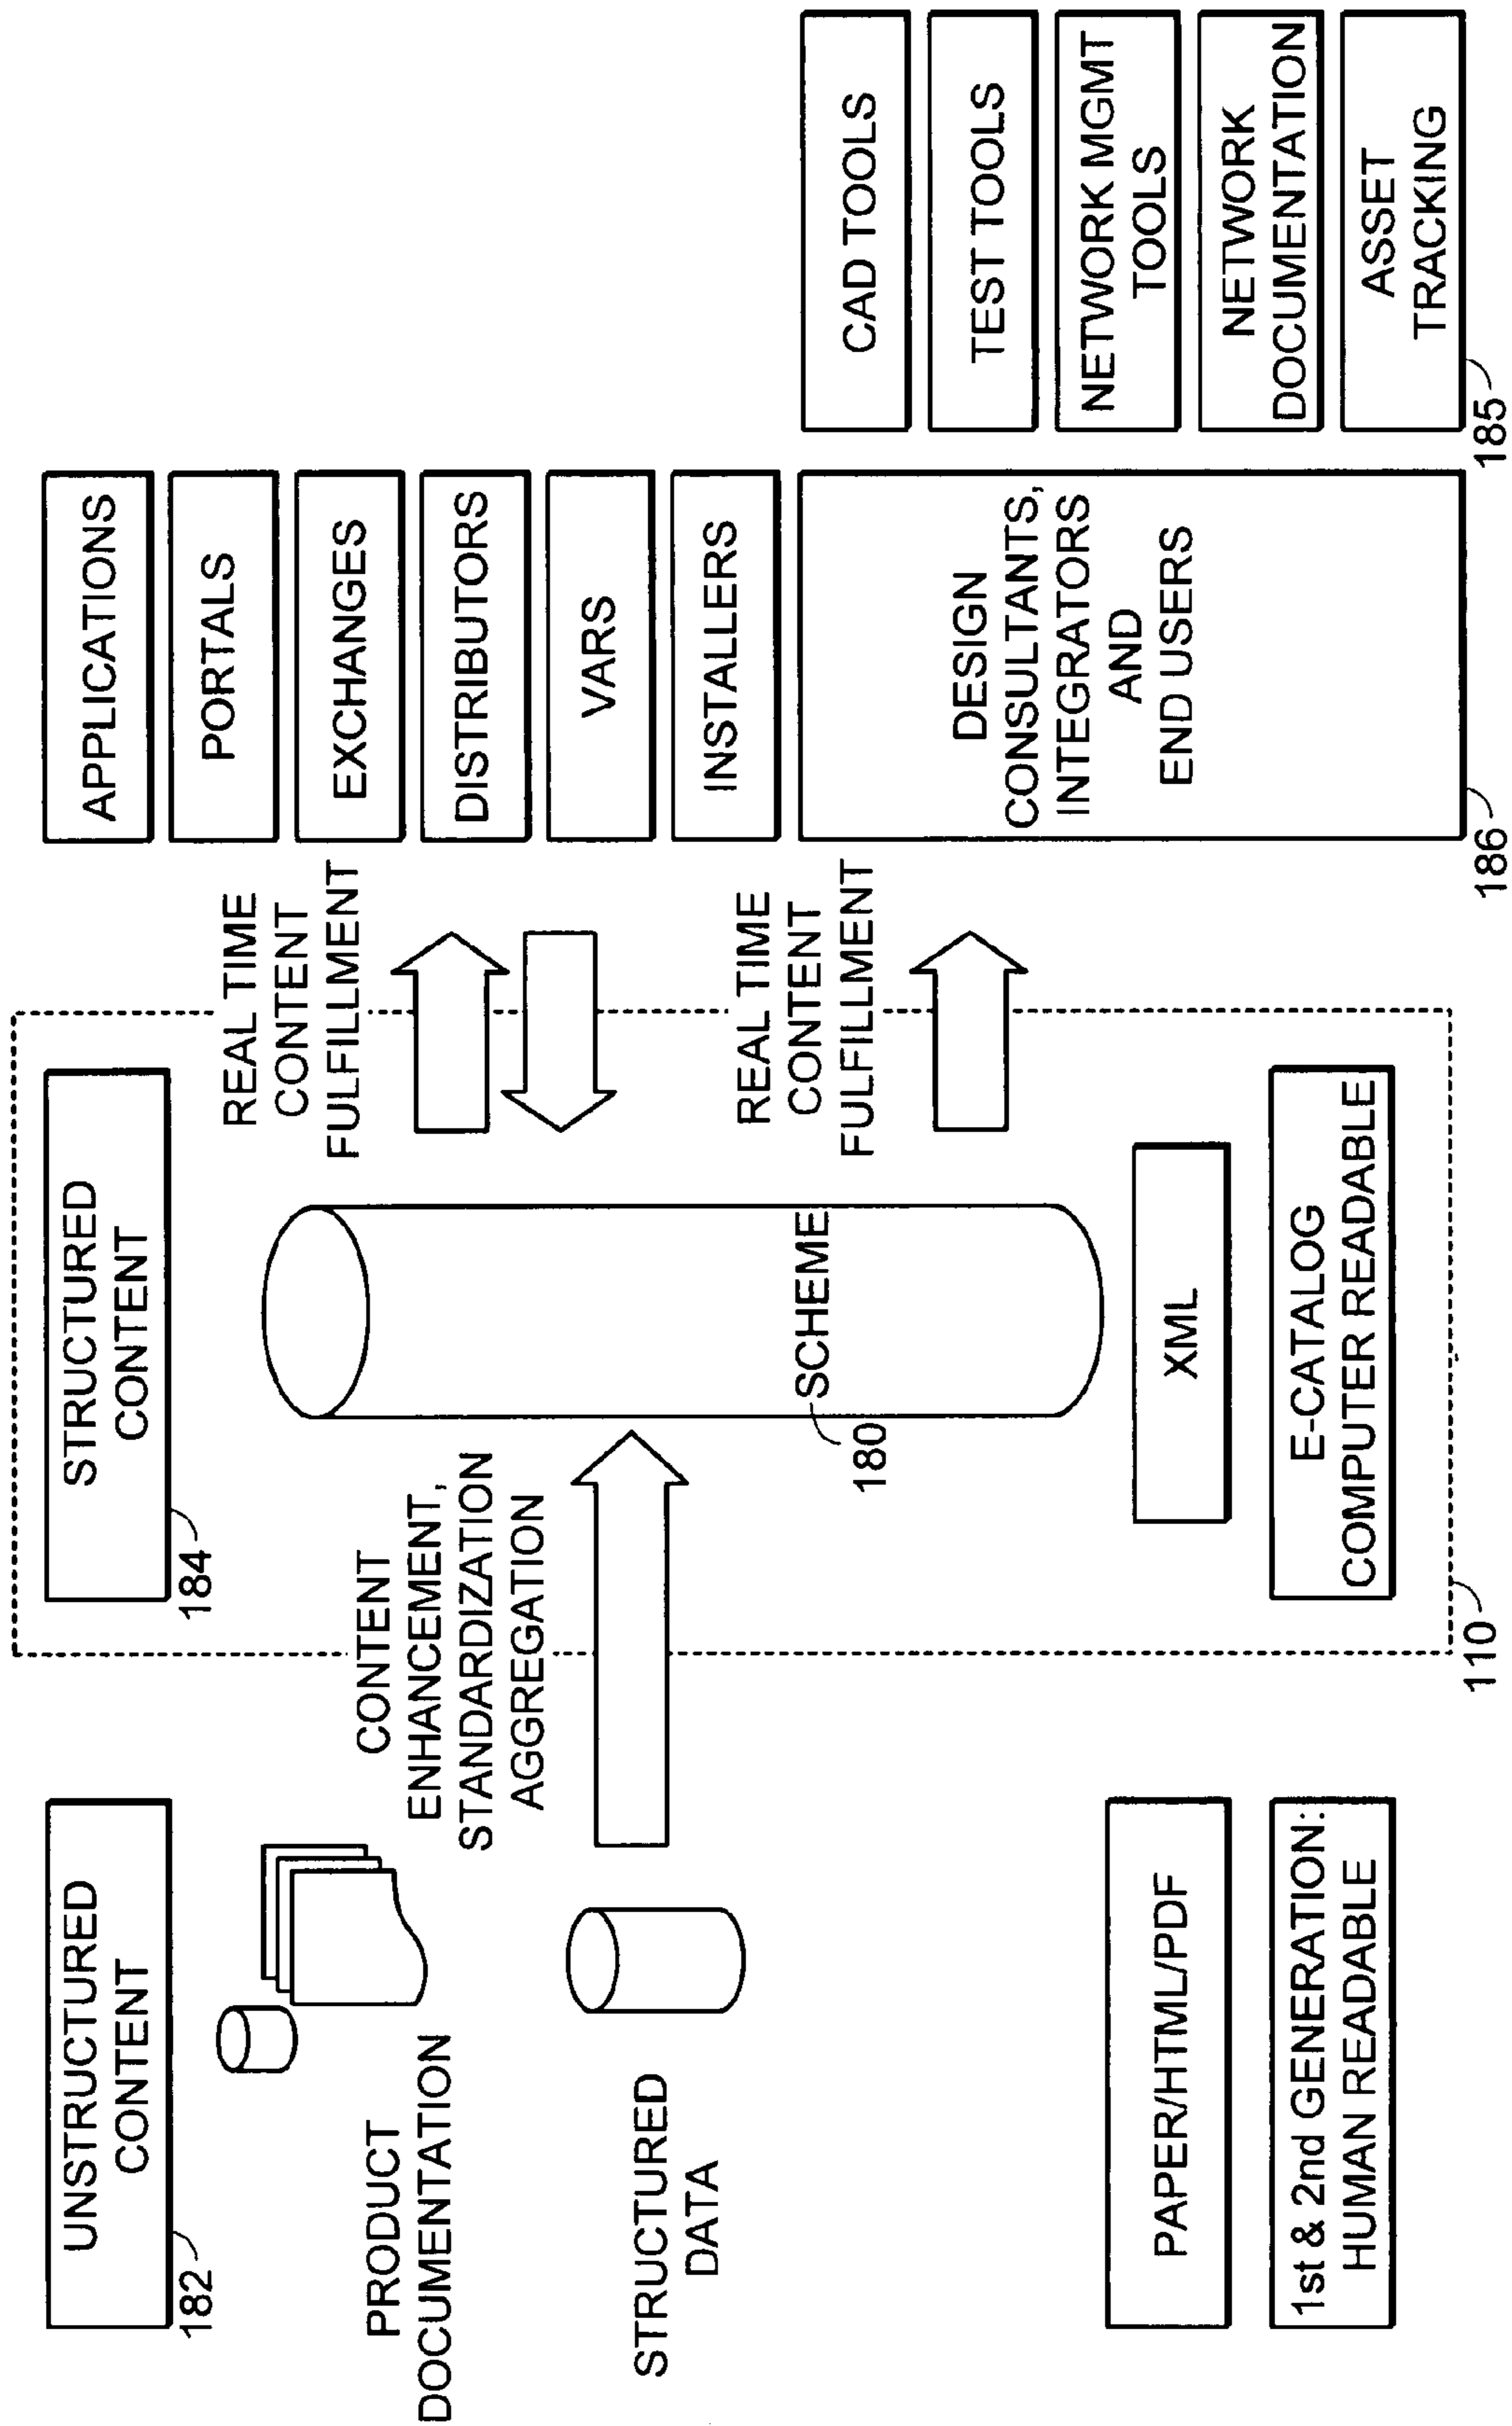 UNSTRUCTURED
CONTENT
182
PRODUCT
DOCUMENTATION
STRUCTURED
DATA
PAPER/HTML/PDF
1st & 2nd GENERATION:
HUMAN READABLE
CONTENT
ENHANCEMENT,
STANDARDIZATION
AGGREGATION
STRUCTURED
CONTENT
184
SCHEME
180
XML
E-CATALOG
COMPUTER READABLE
110
REAL TIME
CONTENT
FULFILLMENT
REAL TIME
CONTENT
FULFILLMENT
APPLICATIONS
PORTALS
EXCHANGES
DISTRIBUTORS
VARS
INSTALLERS
DESIGN
CONSULTANTS,
INTEGRATORS
AND
END USERS
186
CAD TOOLS
TEST TOOLS
NETWORK MGMT
TOOLS
NETWORK
DOCUMENTATION
ASSET
TRACKING
185